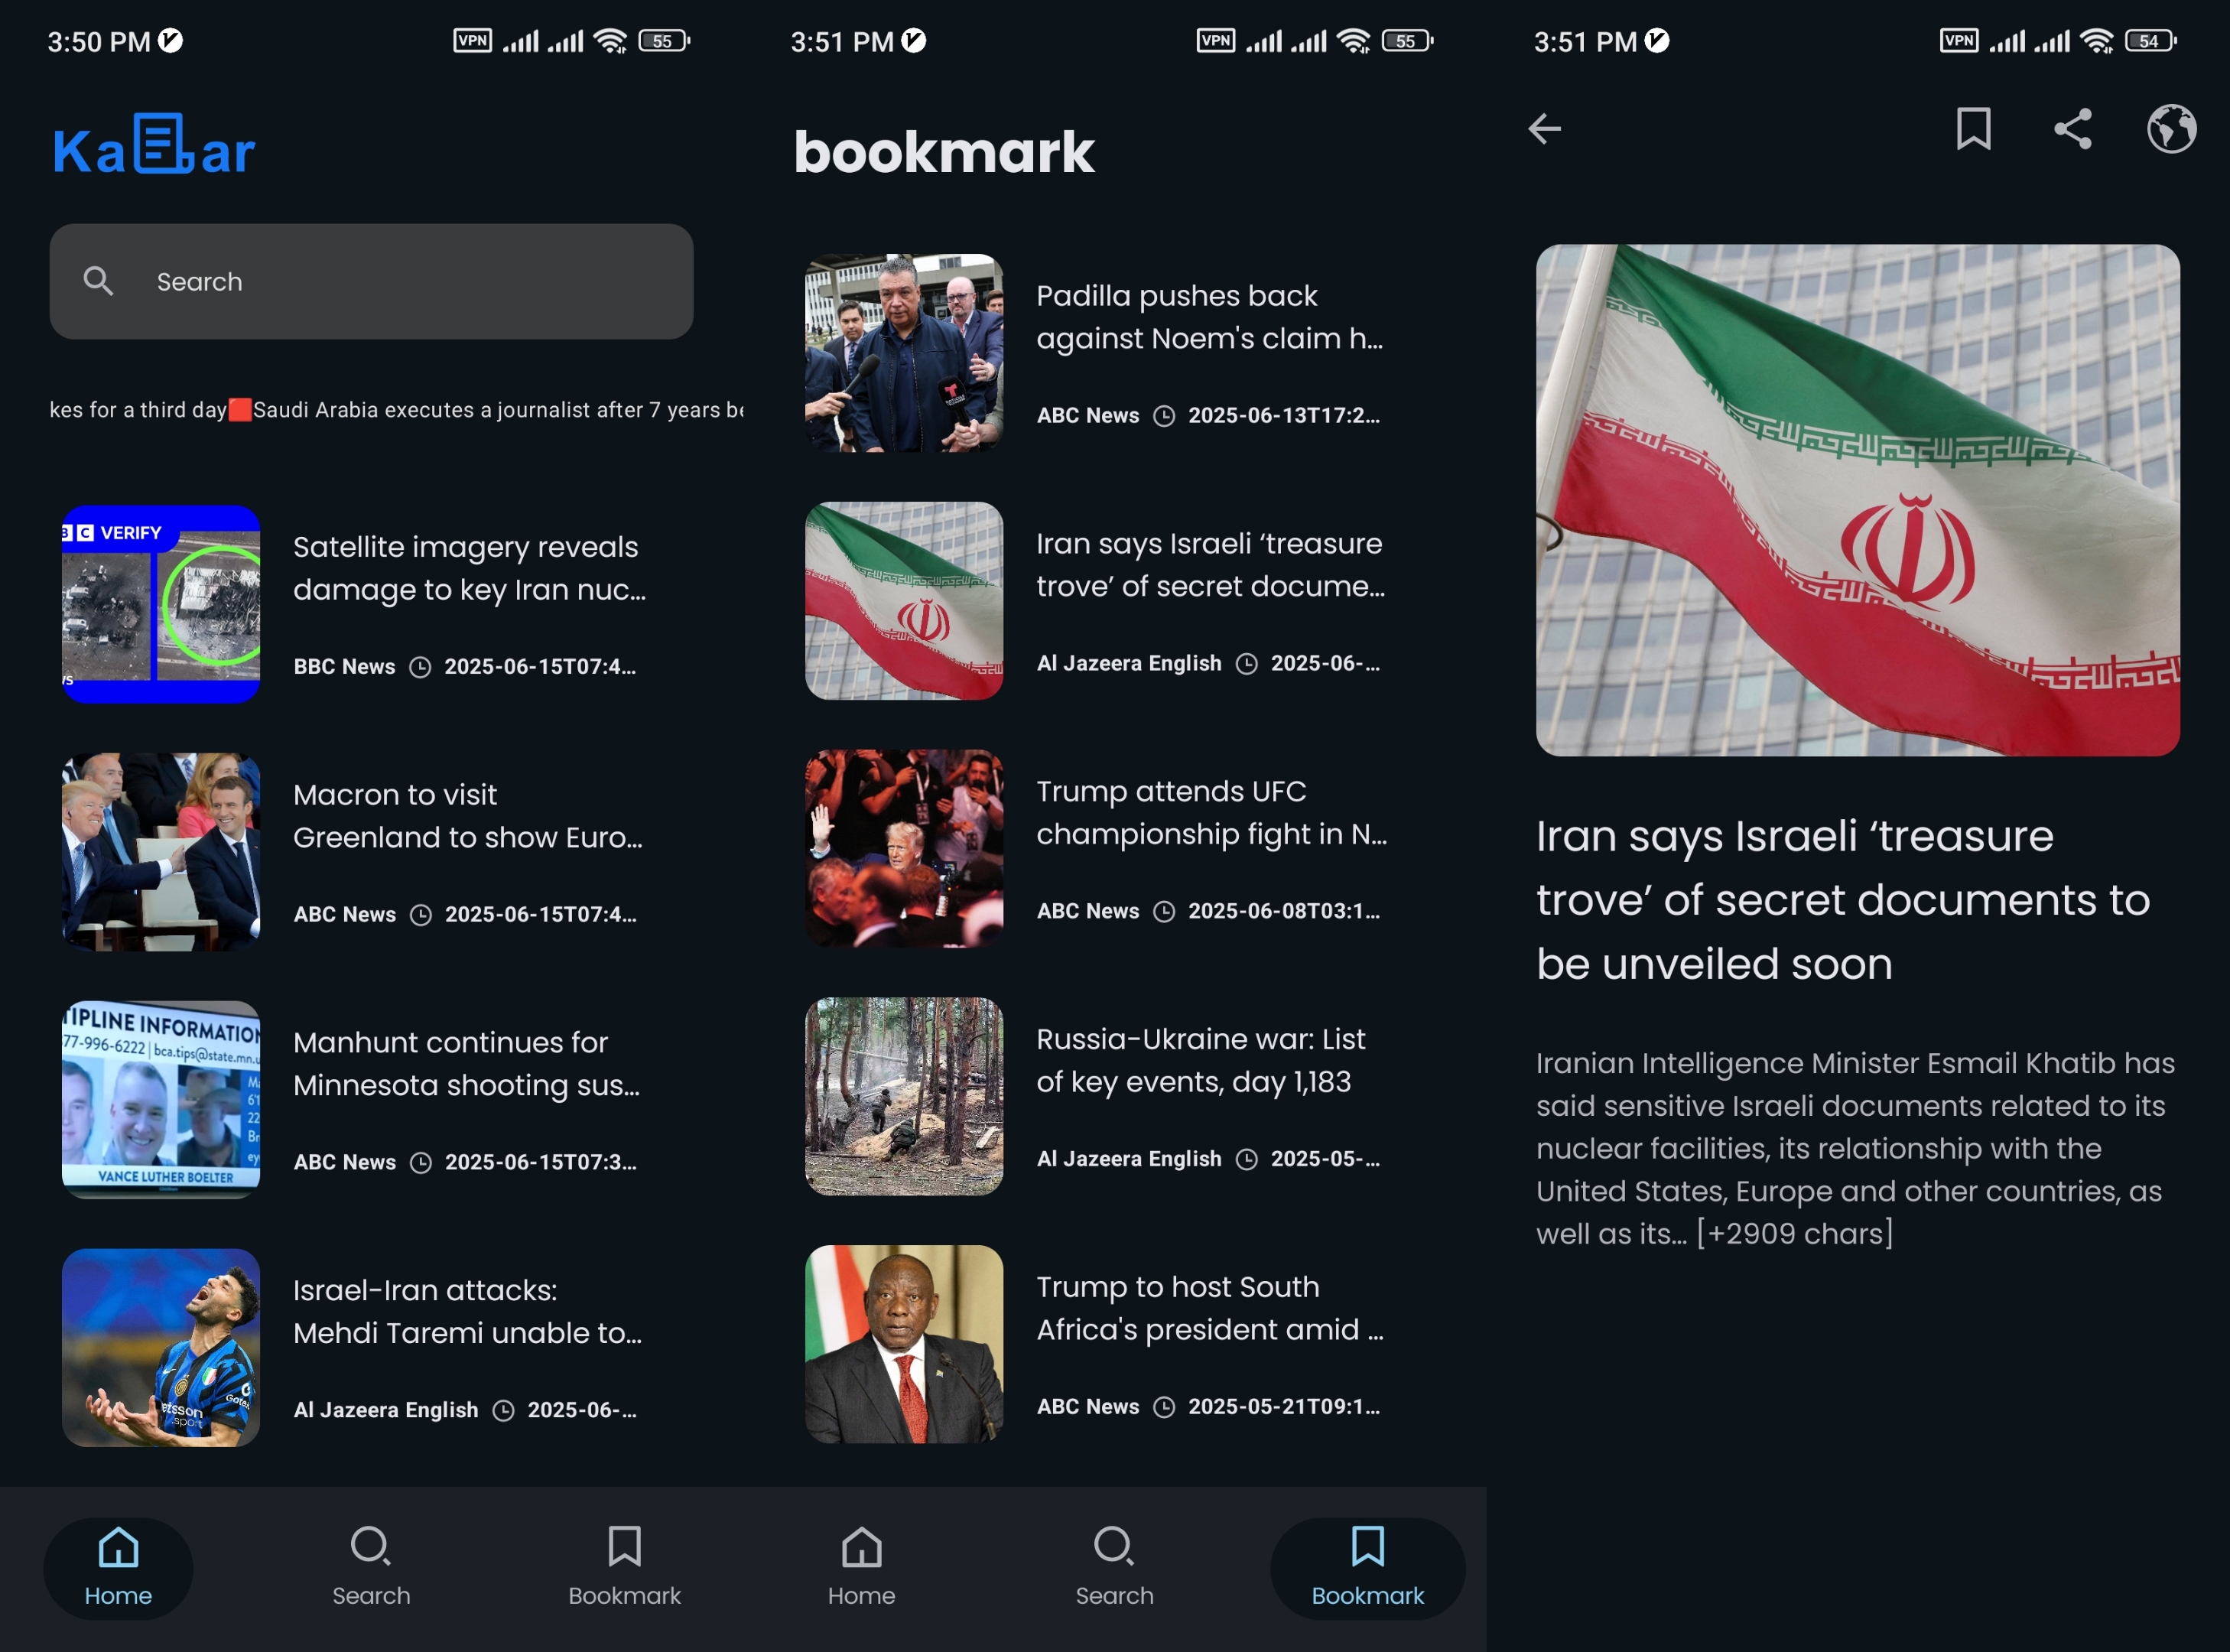 3:50 PM
VPN
55
Ka ar
Search
kes for a third day🟥Saudi Arabia executes a journalist after 7 years be
BC VERIFY
Satellite imagery reveals
damage to key Iran nuc...
BBC News 2025-06-15T07:4...
Macron to visit
Greenland to show Euro...
ABC News 2025-06-15T07:4...
TIPLINE INFORMATION
77-996-6222 | bca.tips@state.mn.u
VANCE LUTHER BOELTER
Manhunt continues for
Minnesota shooting sus...
ABC News 2025-06-15T07:3...
Israel-Iran attacks:
Mehdi Taremi unable to...
etsson
.sport
Al Jazeera English 2025-06-...
Home
Search
Bookmark
3:51 PM
VPN
55
bookmark
Padilla pushes back
against Noem's claim h...
ABC News 2025-06-13T17:2...
Iran says Israeli ‘treasure
trove’ of secret docume...
Al Jazeera English 2025-06-...
Trump attends UFC
championship fight in N...
ABC News 2025-06-08T03:1...
Russia-Ukraine war: List
of key events, day 1,183
Al Jazeera English 2025-05-...
Trump to host South
Africa's president amid ...
ABC News 2025-05-21T09:1...
Home
Search
Bookmark
3:51 PM
VPN
54
Iran says Israeli ‘treasure
trove’ of secret documents to
be unveiled soon
Iranian Intelligence Minister Esmail Khatib has
said sensitive Israeli documents related to its
nuclear facilities, its relationship with the
United States, Europe and other countries, as
well as its… [+2909 chars]